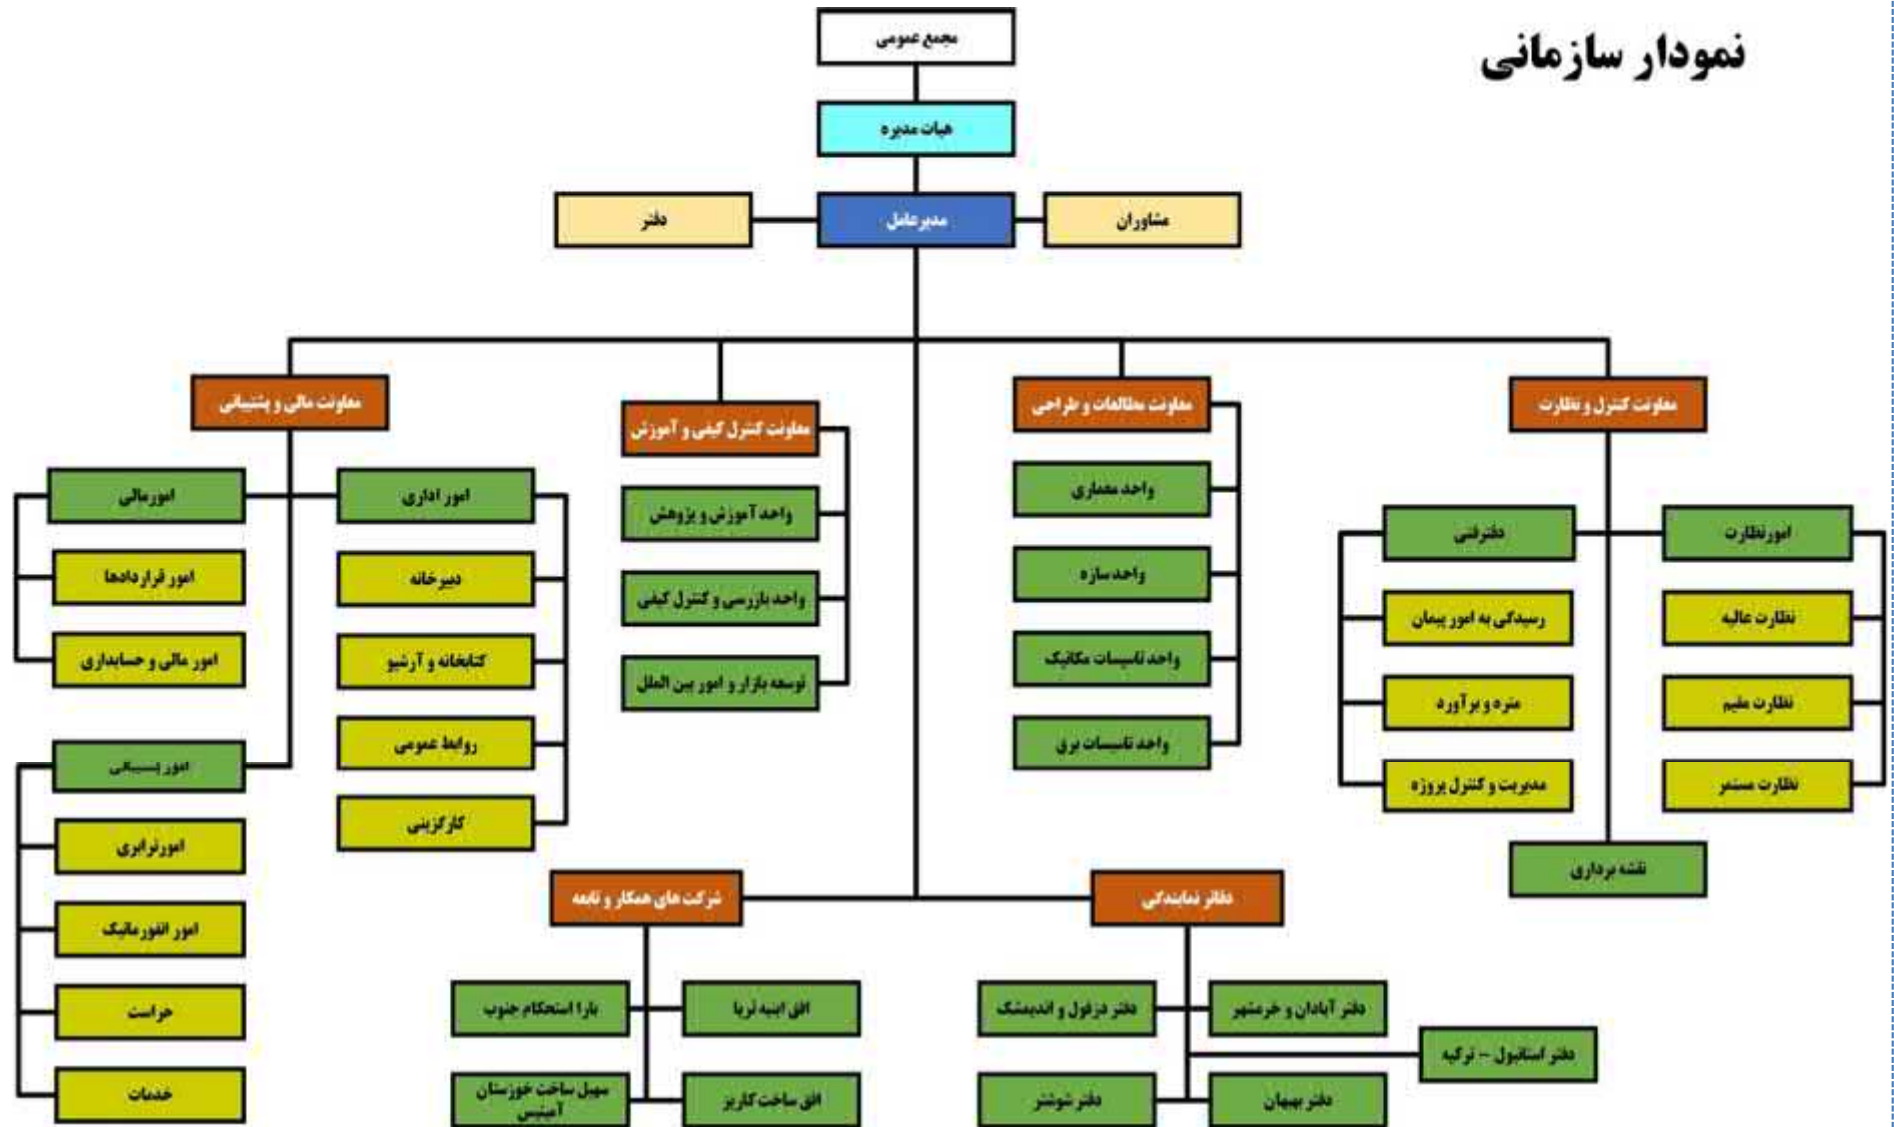 نمودار سازمانی
مجمع عمومی
هیات مدیره
مشاوران
مدیرعامل
دفتر
معاونت کنترل و نظارت
امورنظارت
نظارت عالیه
نظارت مقیم
نظارت مستمر
دفترفنی
رسیدگی به امور پیمان
متره و برآورد
مدیریت و کنترل پروژه
نقشه برداری
معاونت مطالعات و طراحی
واحد معماری
واحد سازه
واحد تاسیسات مکانیک
واحد تاسیسات برق
معاونت کنترل کیفی و آموزش
واحد آموزش و پژوهش
واحد بازرسی و کنترل کیفی
توسعه بازار و امور بین الملل
معاونت مالی و پشتیبانی
امور اداری
دبیرخانه
کتابخانه و آرشیو
روابط عمومی
کارگزینی
امورمالی
امور قراردادها
امور مالی و حسابداری
امور پشتیبانی
امورترابری
امور انفورماتیک
حراست
خدمات
دفاتر نمایندگی
دفتر آبادان و خرمشهر
دفتر دزفول و اندیمشک
دفتر استانبول - ترکیه
دفتر بهبهان
دفتر شوشتر
شرکت های همکار و تابعه
افق ابنیه ثریا
بارا استحکام جنوب
افق ساخت کاریز
سهیل ساخت خوزستان